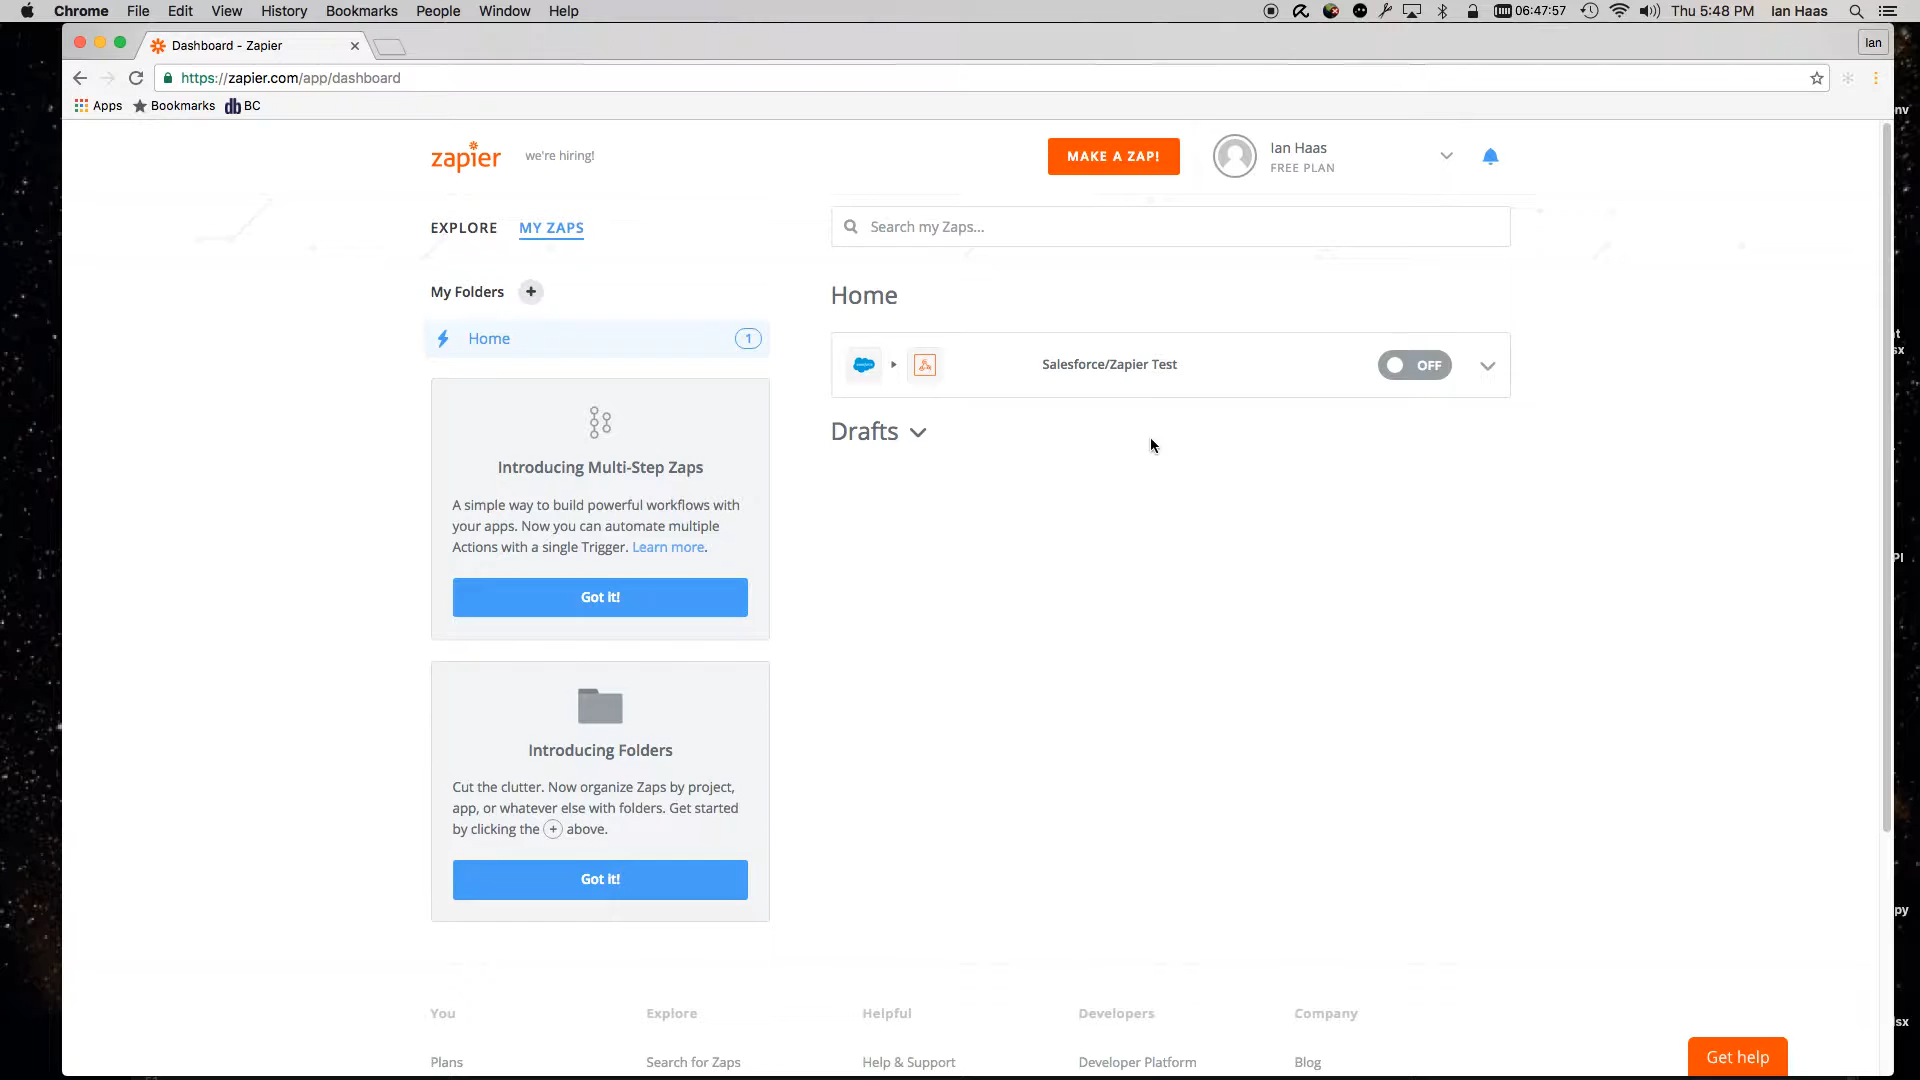 Chrome File Edit View History Bookmarks People Window Help 06:47:57 Thu 5:48 PM Ian Haas
Dashboard - Zapier Ian
https://zapier.com/app/dashboard
Apps Bookmarks db BC
zapier we're hiring! MAKE A ZAP! Ian Haas
FREE PLAN
EXPLORE MY ZAPS Search my Zaps...
My Folders + Home
Home 1
Salesforce/Zapier Test OFF
Drafts
Introducing Multi-Step Zaps
A simple way to build powerful workflows with
your apps. Now you can automate multiple
Actions with a single Trigger. Learn more.
Got it!
Introducing Folders
Cut the clutter. Now organize Zaps by project,
app, or whatever else with folders. Get started
by clicking the + above.
Got it!
You Explore Helpful Developers Company
Plans Search for Zaps Help & Support Developer Platform Blog
Get help